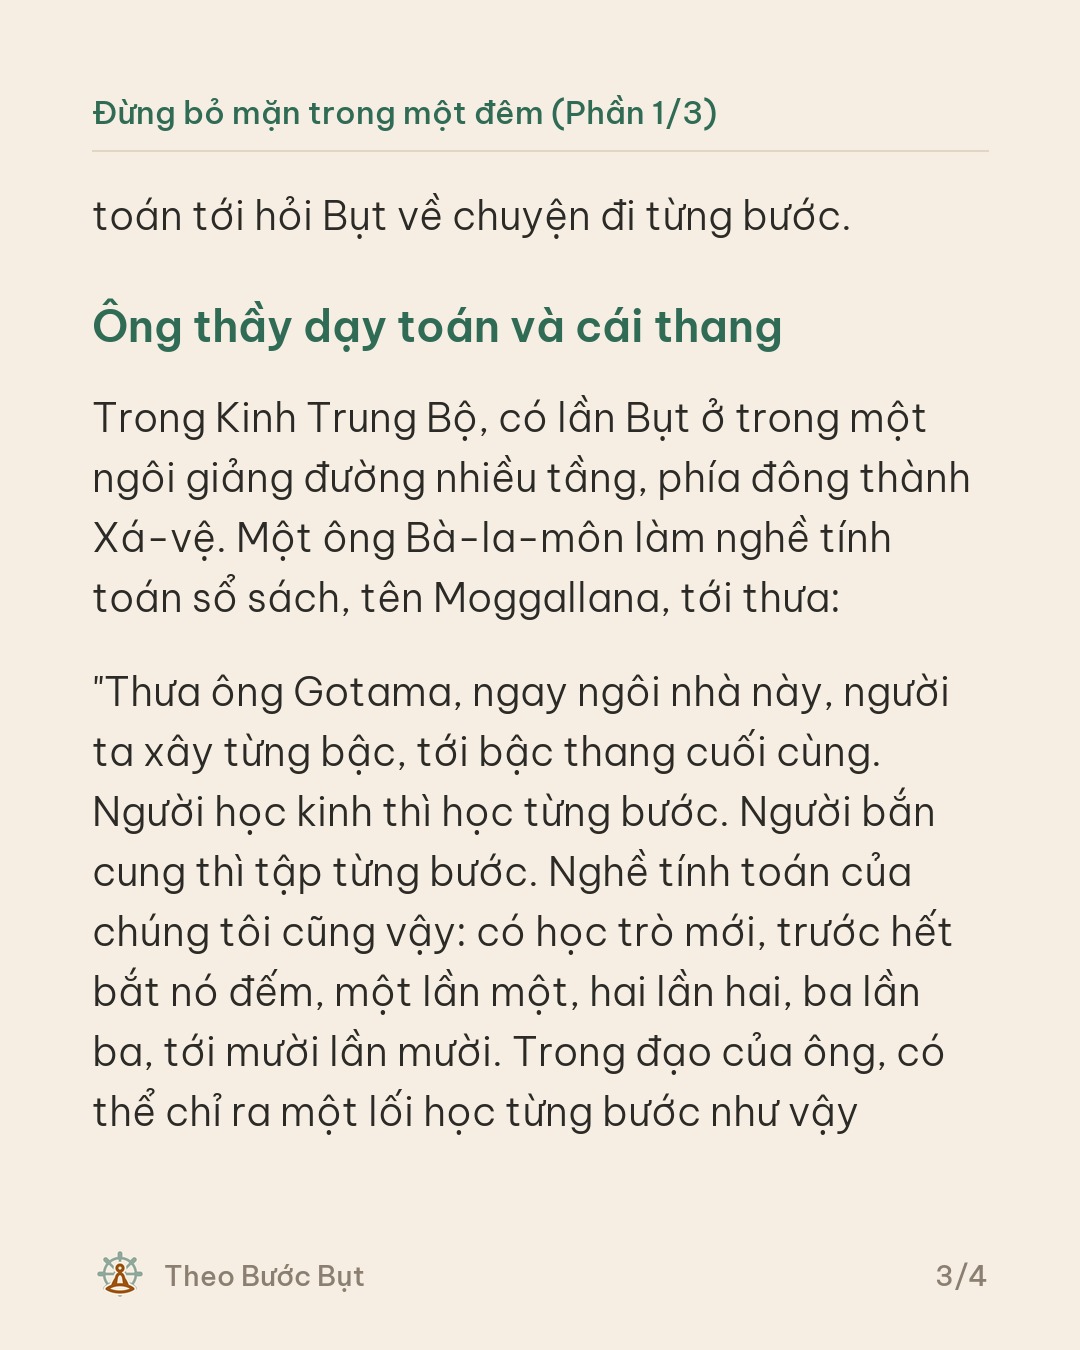 Đừng bỏ mặn trong một đêm (Phần 1/3)
toán tới hỏi Bụt về chuyện đi từng bước.
Ông thầy dạy toán và cái thang
Trong Kinh Trung Bộ, có lần Bụt ở trong một
ngôi giảng đường nhiều tầng, phía đông thành
Xá-vệ. Một ông Bà-la-môn làm nghề tính
toán sổ sách, tên Moggallana, tới thưa:
"Thưa ông Gotama, ngay ngôi nhà này, người
ta xây từng bậc, tới bậc thang cuối cùng.
Người học kinh thì học từng bước. Người bắn
cung thì tập từng bước. Nghề tính toán của
chúng tôi cũng vậy: có học trò mới, trước hết
bắt nó đếm, một lần một, hai lần hai, ba lần
ba, tới mười lần mười. Trong đạo của ông, có
thể chỉ ra một lối học từng bước như vậy
Theo Bước Bụt
3/4